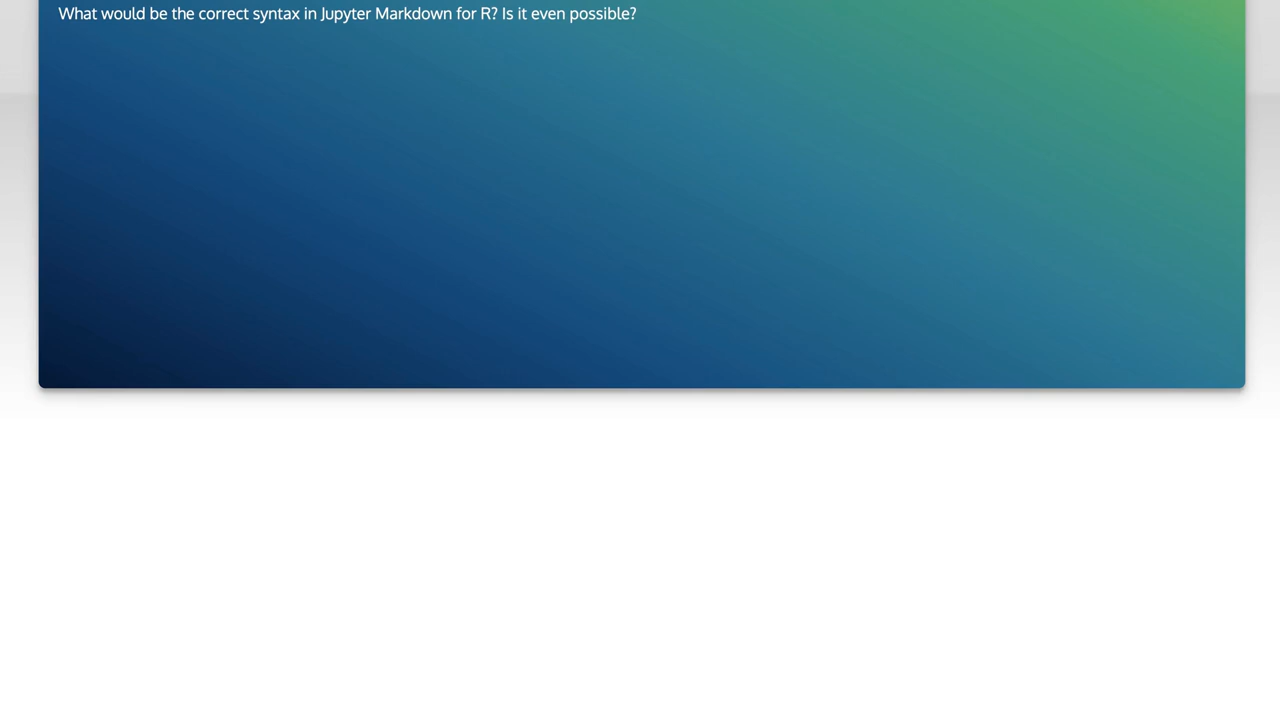 What would be the correct syntax in Jupyter Markdown for R? Is it even possible?